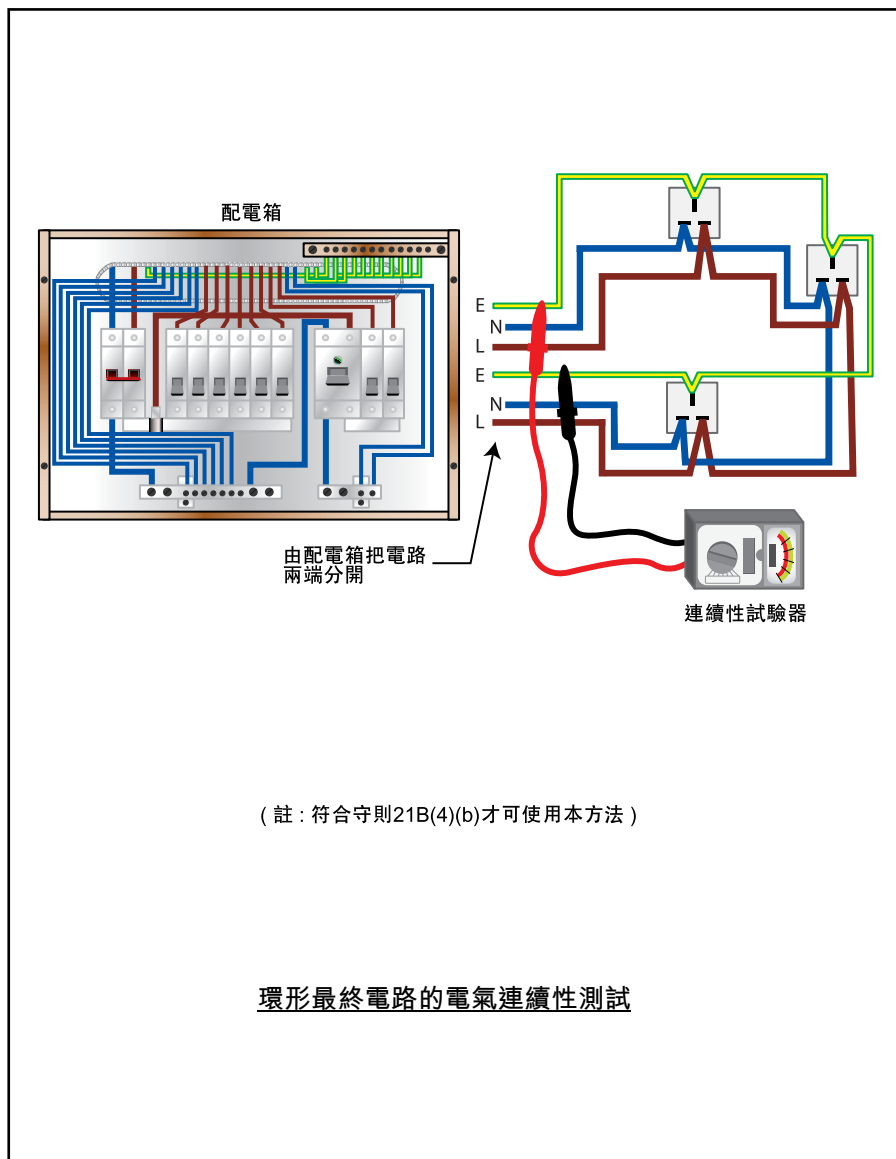 配電箱
E
N
L
E
N
L
由配電箱把電路
兩端分開
連續性試驗器
( 註 : 符合守則21B(4)(b)才可使用本方法 )
環形最終電路的電氣連續性測試